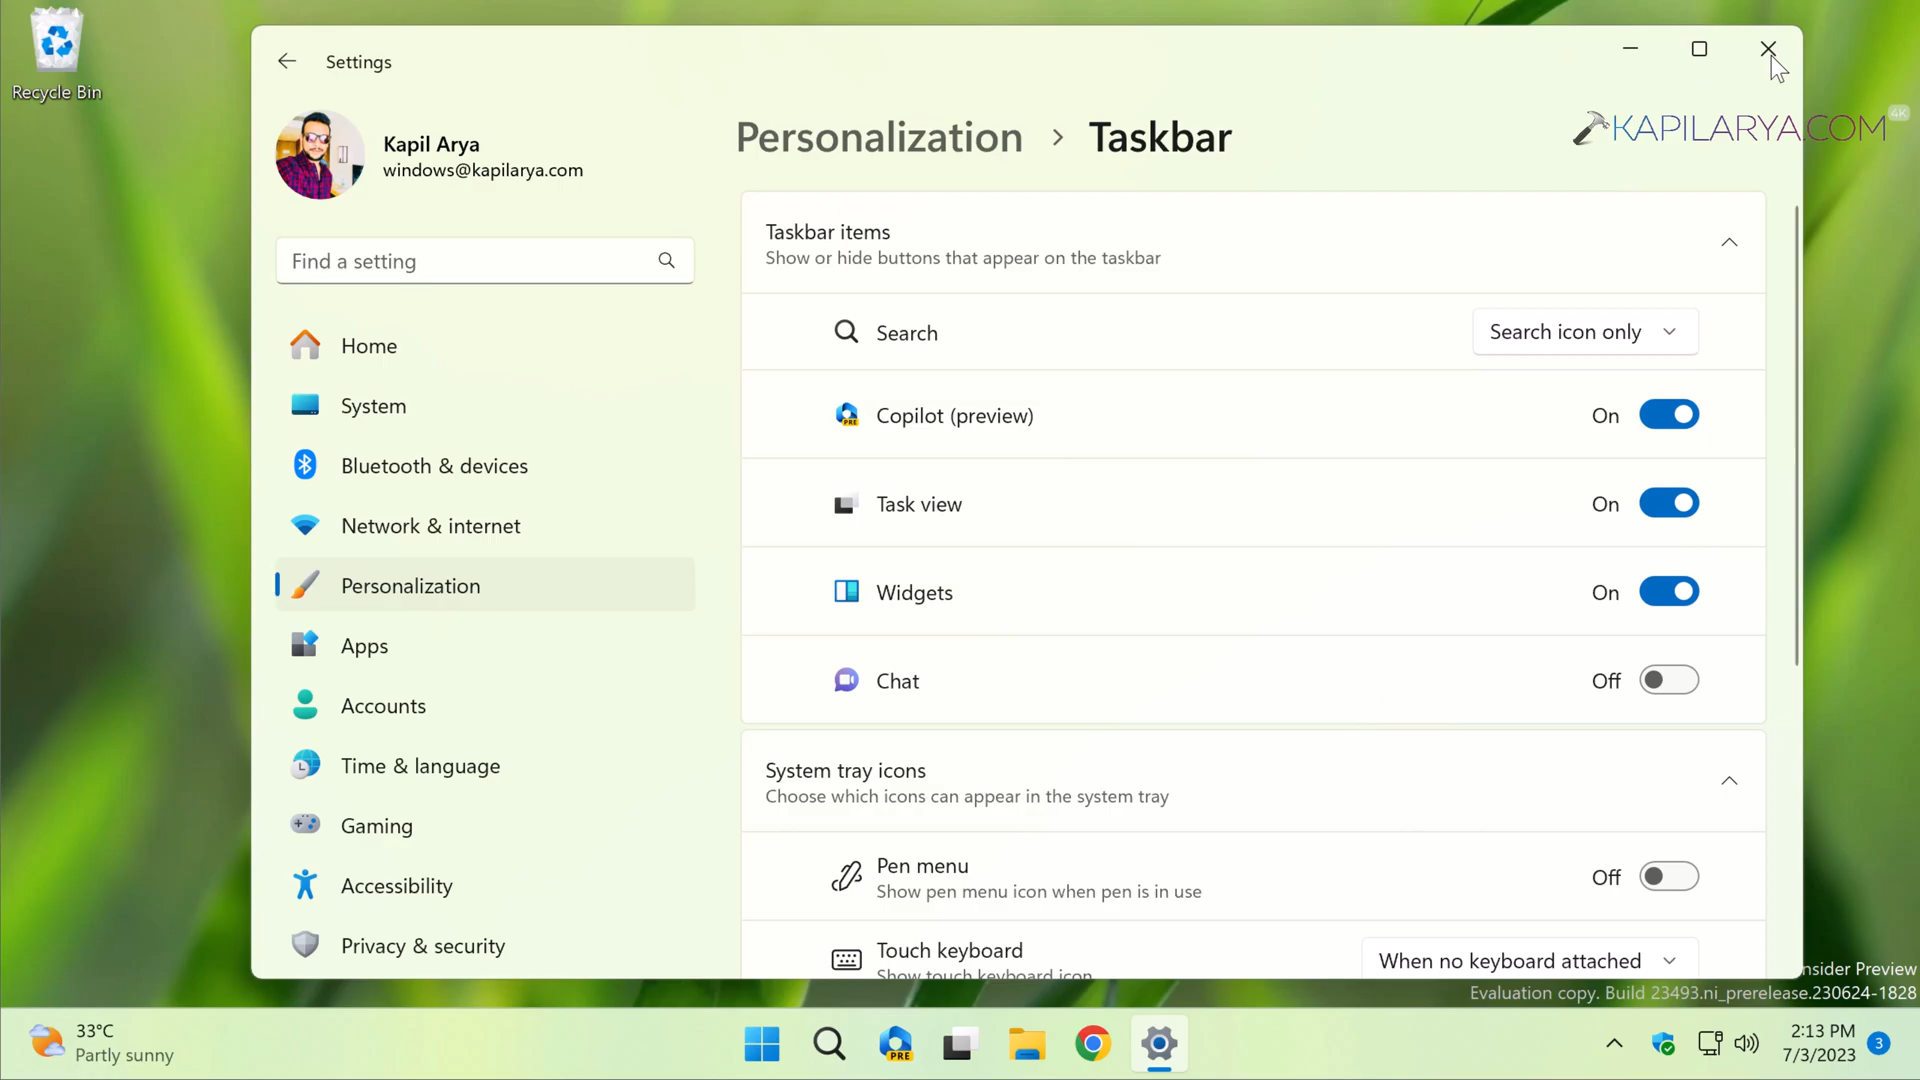 Recycle Bin
Settings
Kapil Arya
windows@kapilarya.com
Find a setting
Home
System
Bluetooth & devices
Network & internet
Personalization
Apps
Accounts
Time & language
Gaming
Accessibility
Privacy & security
Personalization > Taskbar
KAPILARYA.COM
4K
Taskbar items
Show or hide buttons that appear on the taskbar
Search
Search icon only
Copilot (preview)
On
Task view
On
Widgets
On
Chat
Off
System tray icons
Choose which icons can appear in the system tray
Pen menu
Show pen menu icon when pen is in use
Off
Touch keyboard
Show touch keyboard icon
When no keyboard attached
nsider Preview
Evaluation copy. Build 23493.ni_prerelease.230624-1828
33°C
Partly sunny
PRE
2:13 PM
7/3/2023
3